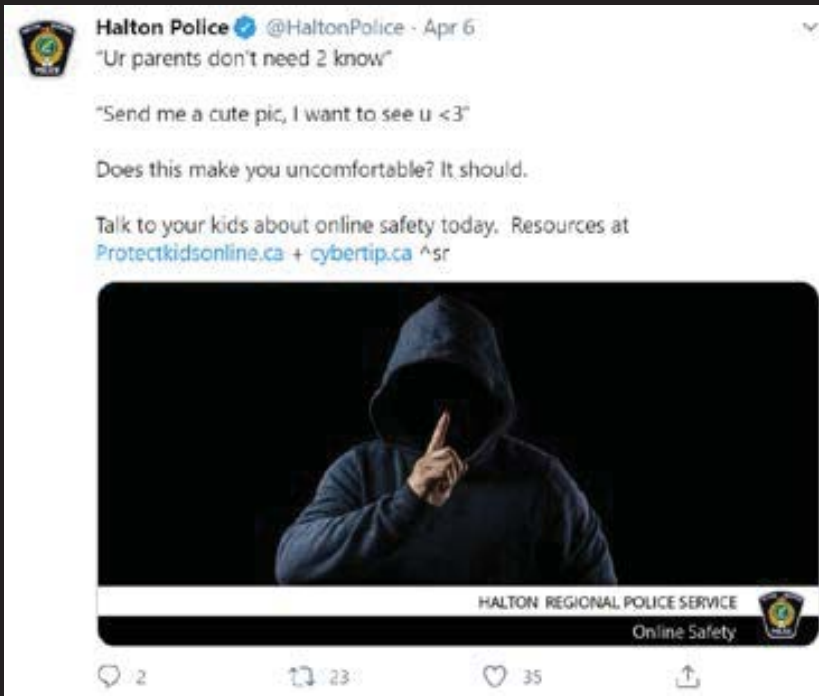 Halton Police @HaltonPolice · Apr 6
"Ur parents don't need 2 know"
"Send me a cute pic, I want to see u <3"
Does this make you uncomfortable? It should.
Talk to your kids about online safety today. Resources at
Protectkidsonline.ca + cybertip.ca ^sr
HALTON REGIONAL POLICE SERVICE
Online Safety
2 23 35